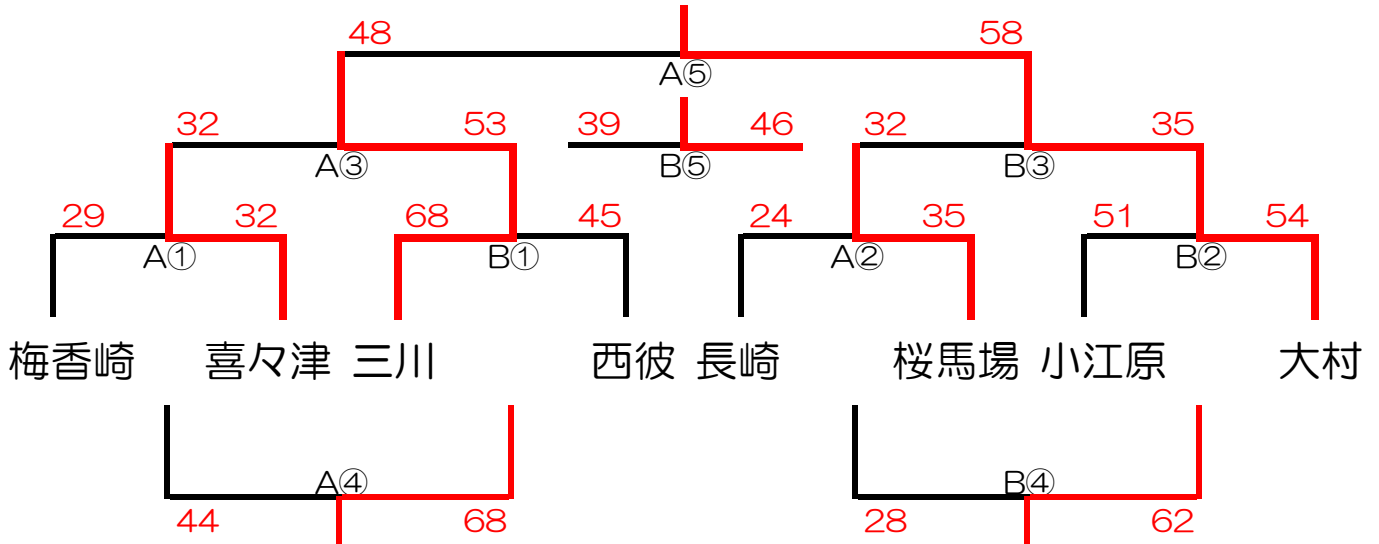 48 58
A⑤
32 53 39 46 32 35
A③ B⑤ B③
29 32 68 45 24 35 51 54
A① B① A② B②
梅香崎 喜々津 三川 西彼 長崎 桜馬場 小江原 大村
A④ B④
44 68 28 62